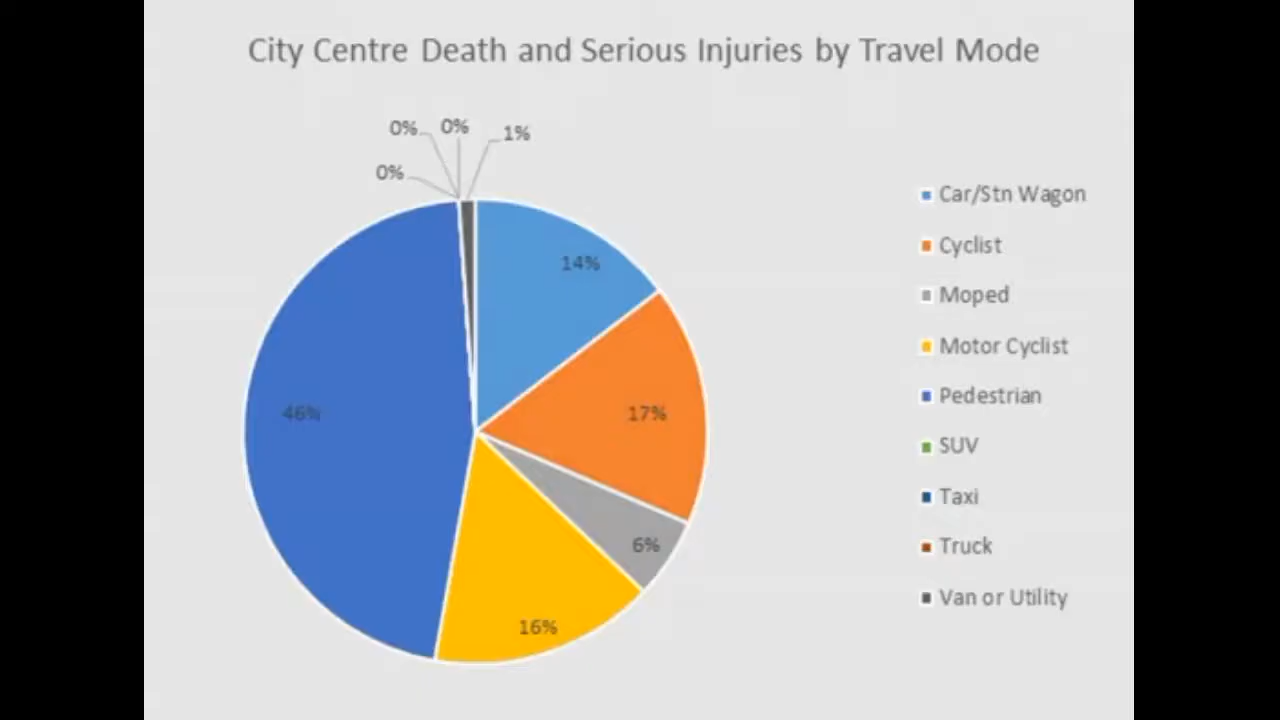 City Centre Death and Serious Injuries by Travel Mode
0%
0%
1%
0%
14%
46%
17%
6%
16%
Car/Stn Wagon
Cyclist
Moped
Motor Cyclist
Pedestrian
SUV
Taxi
Truck
Van or Utility